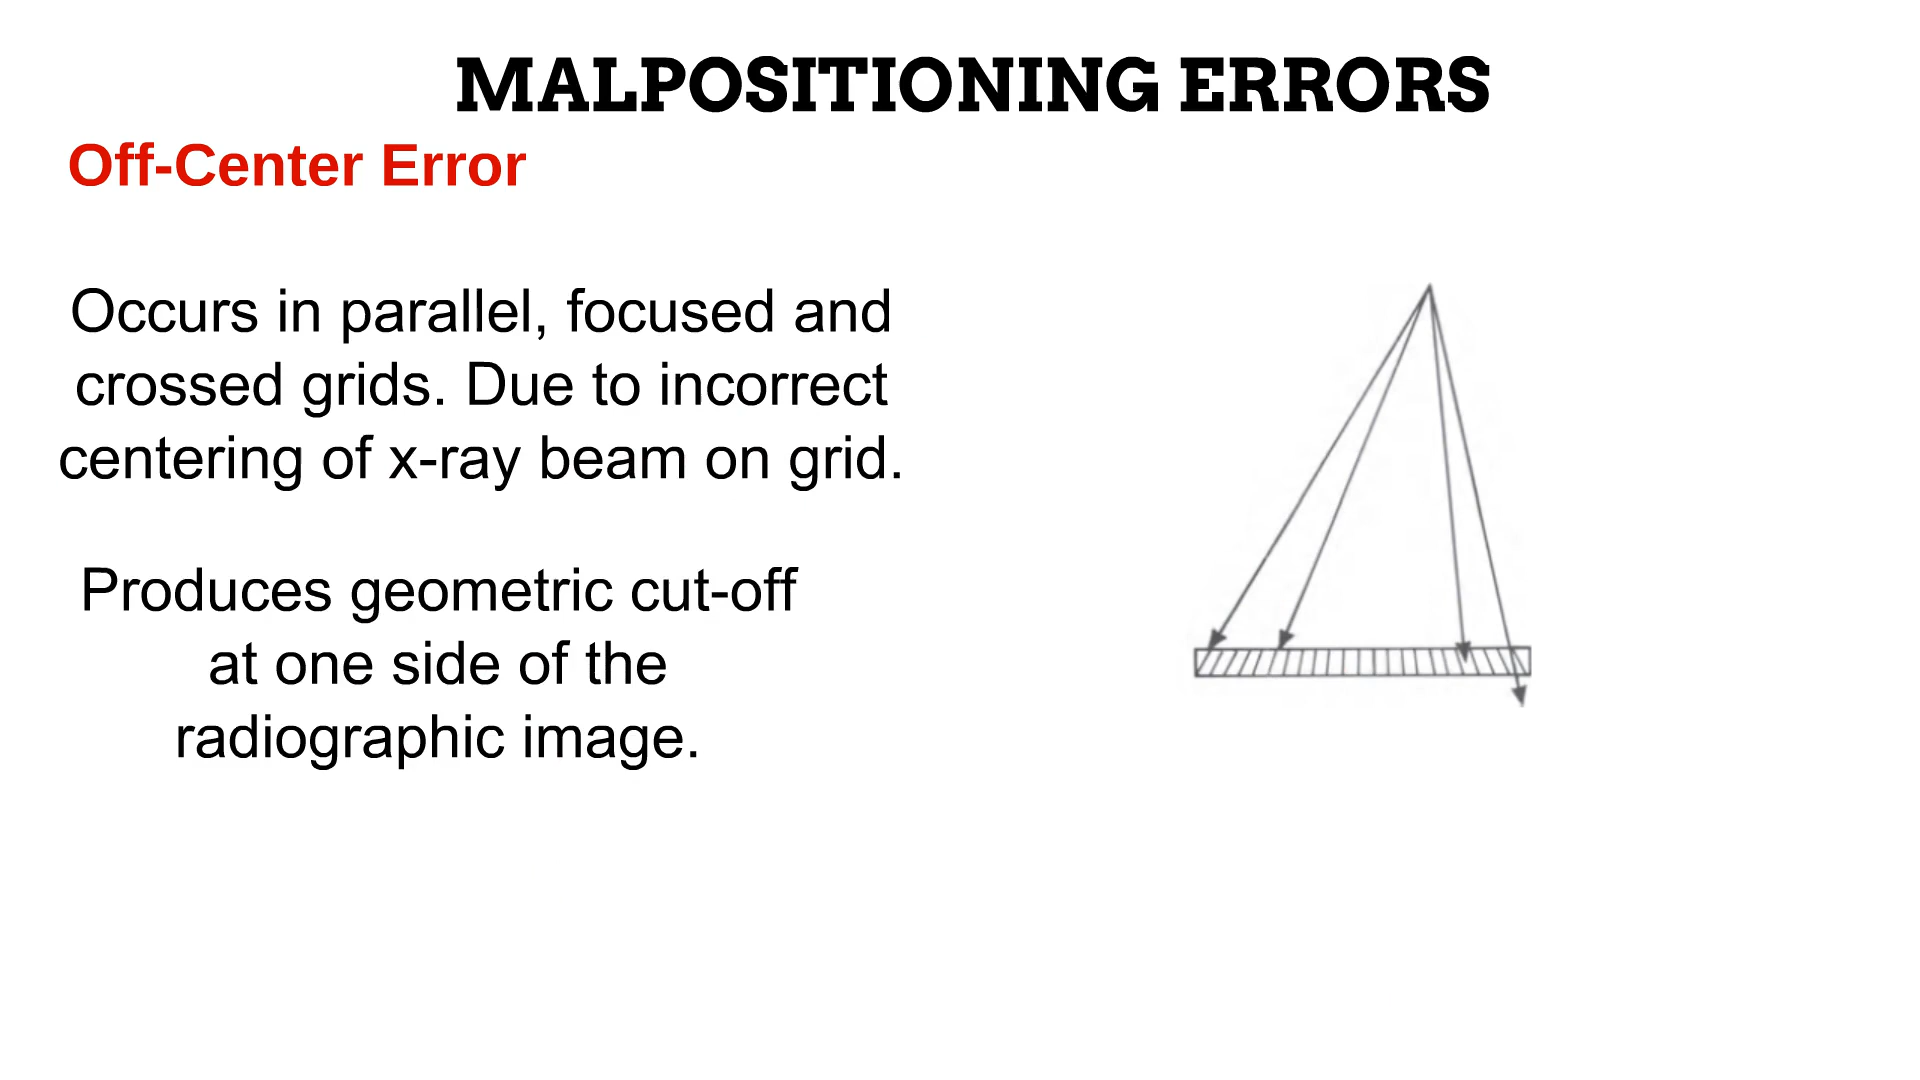 MALPOSITIONING ERRORS
Off-Center Error
Occurs in parallel, focused and
crossed grids. Due to incorrect
centering of x-ray beam on grid.
Produces geometric cut-off
at one side of the
radiographic image.